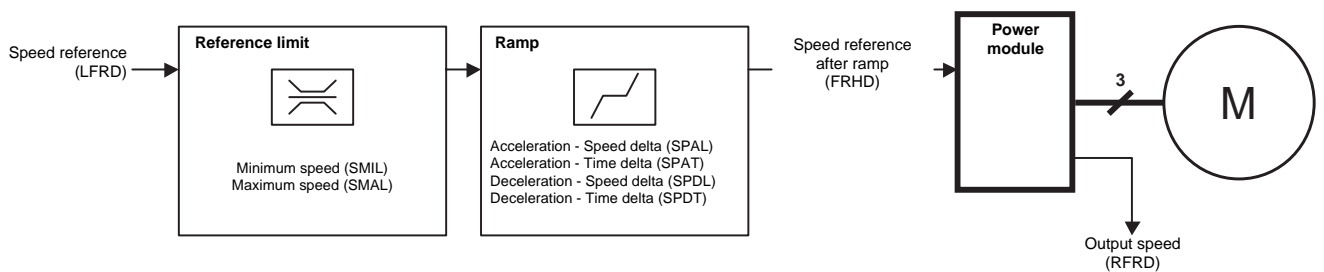 Speed reference
(LFRD)
Reference limit
Minimum speed (SMIL)
Maximum speed (SMAL)
Ramp
Acceleration - Speed delta (SPAL)
Acceleration - Time delta (SPAT)
Deceleration - Speed delta (SPDL)
Deceleration - Time delta (SPDT)
Speed reference
after ramp
(FRHD)
Power
module
3
M
Output speed
(RFRD)